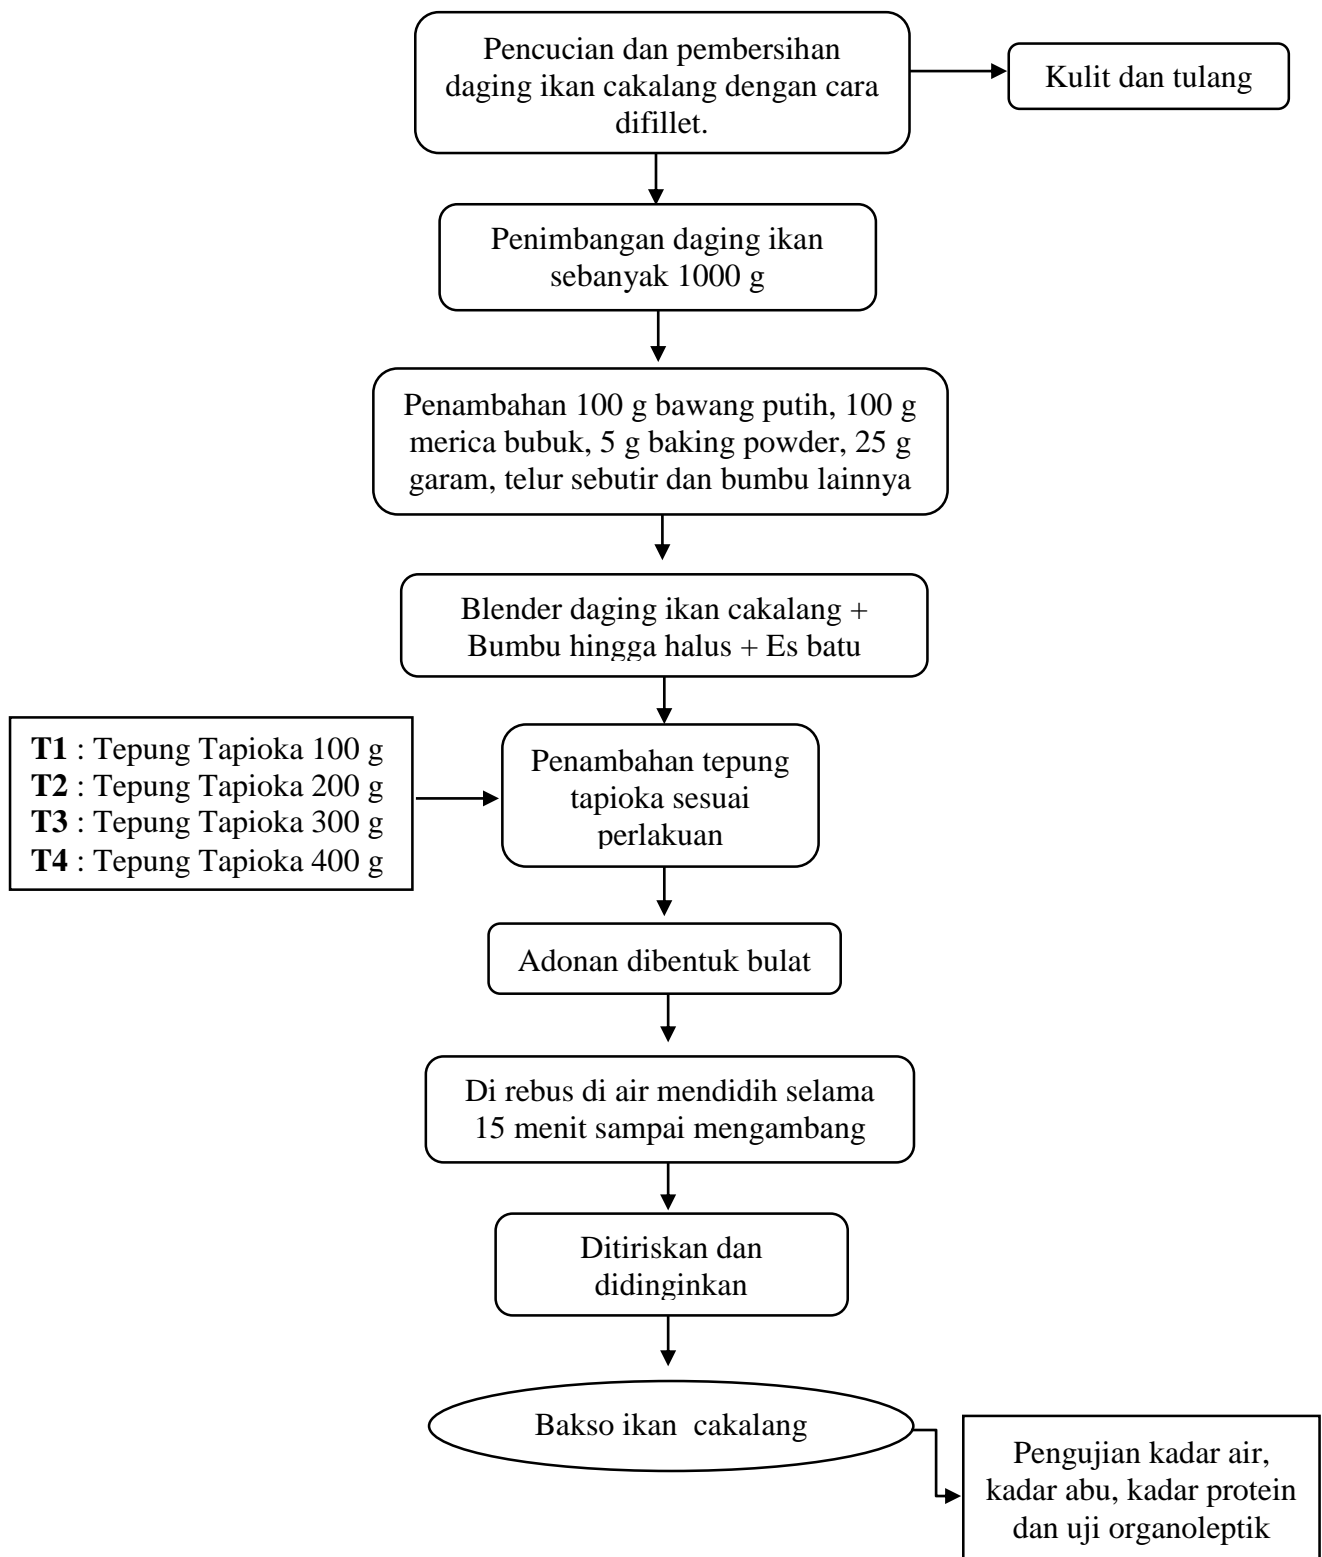 Pencucian dan pembersihan
daging ikan cakalang dengan cara
difillet.
Kulit dan tulang
Penimbangan daging ikan
sebanyak 1000 g
Penambahan 100 g bawang putih, 100 g
merica bubuk, 5 g baking powder, 25 g
garam, telur sebutir dan bumbu lainnya
Blender daging ikan cakalang +
Bumbu hingga halus + Es batu
T1 : Tepung Tapioka 100 g
T2 : Tepung Tapioka 200 g
T3 : Tepung Tapioka 300 g
T4 : Tepung Tapioka 400 g
Penambahan tepung
tapioka sesuai
perlakuan
Adonan dibentuk bulat
Di rebus di air mendidih selama
15 menit sampai mengambang
Ditiriskan dan
didinginkan
Bakso ikan  cakalang
Pengujian kadar air,
kadar abu, kadar protein
dan uji organoleptik